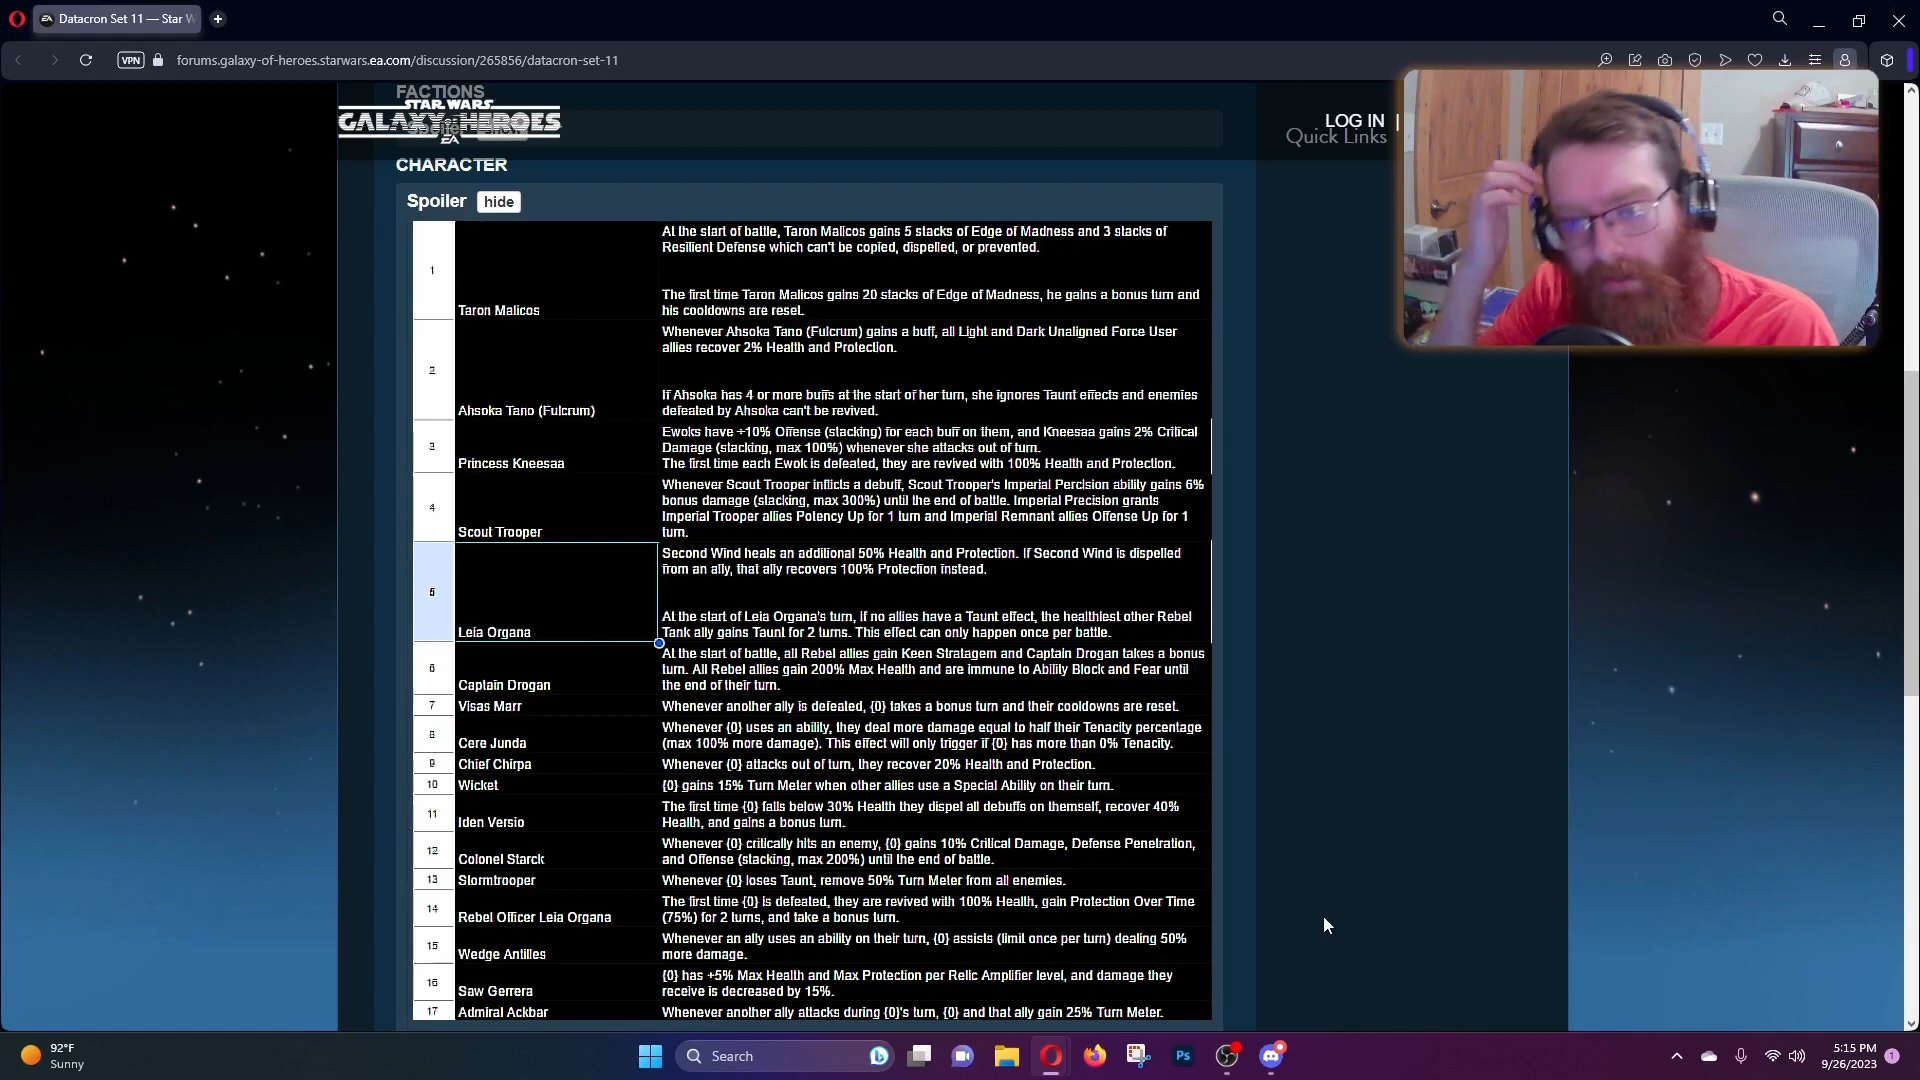 Datacron Set 11 — Star W
VPN
forums.galaxy-of-heroes.starwars.ea.com/discussion/265856/datacron-set-11
FACTIONS
STAR WARS
GALAXY of HEROES
EA
LOG IN |
Quick Links
CHARACTER
Spoiler hide
1
Taron Malicos
At the start of battle, Taron Malicos gains 5 stacks of Edge of Madness and 3 stacks of
Resilient Defense which can't be copied, dispelled, or prevented.
The first time Taron Malicos gains 20 stacks of Edge of Madness, he gains a bonus turn and
his cooldowns are reset.
2
Ahsoka Tano (Fulcrum)
Whenever Ahsoka Tano (Fulcrum) gains a buff, all Light and Dark Unaligned Force User
allies recover 2% Health and Protection.
If Ahsoka has 4 or more buffs at the start of her turn, she ignores Taunt effects and enemies
defeated by Ahsoka can't be revived.
3
Princess Kneesaa
Ewoks have +10% Offense (stacking) for each buff on them, and Kneesaa gains 2% Critical
Damage (stacking, max 100%) whenever she attacks out of turn.
The first time each Ewok is defeated, they are revived with 100% Health and Protection.
4
Scout Trooper
Whenever Scout Trooper inflicts a debuff, Scout Trooper's Imperial Percision ability gains 6%
bonus damage (stacking, max 300%) until the end of battle. Imperial Precision grants
Imperial Trooper allies Potency Up for 1 turn and Imperial Remnant allies Offense Up for 1
turn.
5
Leia Organa
Second Wind heals an additional 50% Health and Protection. If Second Wind is dispelled
from an ally, that ally recovers 100% Protection instead.
At the start of Leia Organa's turn, if no allies have a Taunt effect, the healthiest other Rebel
Tank ally gains Taunt for 2 turns. This effect can only happen once per battle.
6
Captain Drogan
At the start of battle, all Rebel allies gain Keen Stratagem and Captain Drogan takes a bonus
turn. All Rebel allies gain 200% Max Health and are immune to Ability Block and Fear until
the end of their turn.
7
Visas Marr
Whenever another ally is defeated, {0} takes a bonus turn and their cooldowns are reset.
8
Cere Junda
Whenever {0} uses an ability, they deal more damage equal to half their Tenacity percentage
(max 100% more damage). This effect will only trigger if {0} has more than 0% Tenacity.
9
Chief Chirpa
Whenever {0} attacks out of turn, they recover 20% Health and Protection.
10
Wicket
{0} gains 15% Turn Meter when other allies use a Special Ability on their turn.
11
Iden Versio
The first time {0} falls below 30% Health they dispel all debuffs on themself, recover 40%
Health, and gains a bonus turn.
12
Colonel Starck
Whenever {0} critically hits an enemy, {0} gains 10% Critical Damage, Defense Penetration,
and Offense (stacking, max 200%) until the end of battle.
13
Stormtrooper
Whenever {0} loses Taunt, remove 50% Turn Meter from all enemies.
14
Rebel Officer Leia Organa
The first time {0} is defeated, they are revived with 100% Health, gain Protection Over Time
(75%) for 2 turns, and take a bonus turn.
15
Wedge Antilles
Whenever an ally uses an ability on their turn, {0} assists (limit once per turn) dealing 50%
more damage.
16
Saw Gerrera
{0} has +5% Max Health and Max Protection per Relic Amplifier level, and damage they
receive is decreased by 15%.
17
Admiral Ackbar
Whenever another ally attacks during {0}'s turn, {0} and that ally gain 25% Turn Meter.
92°F
Sunny
Search
Ps
5:15 PM
9/26/2023
1